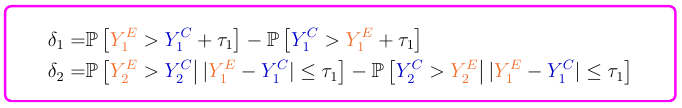 δ₁ =ℙ[Y₁ᴱ > Y₁ᶜ + τ₁] − ℙ[Y₁ᶜ > Y₁ᴱ + τ₁]
δ₂ =ℙ[Y₂ᴱ > Y₂ᶜ| |Y₁ᴱ − Y₁ᶜ| ≤ τ₁] − ℙ[Y₂ᶜ > Y₂ᴱ| |Y₁ᴱ − Y₁ᶜ| ≤ τ₁]